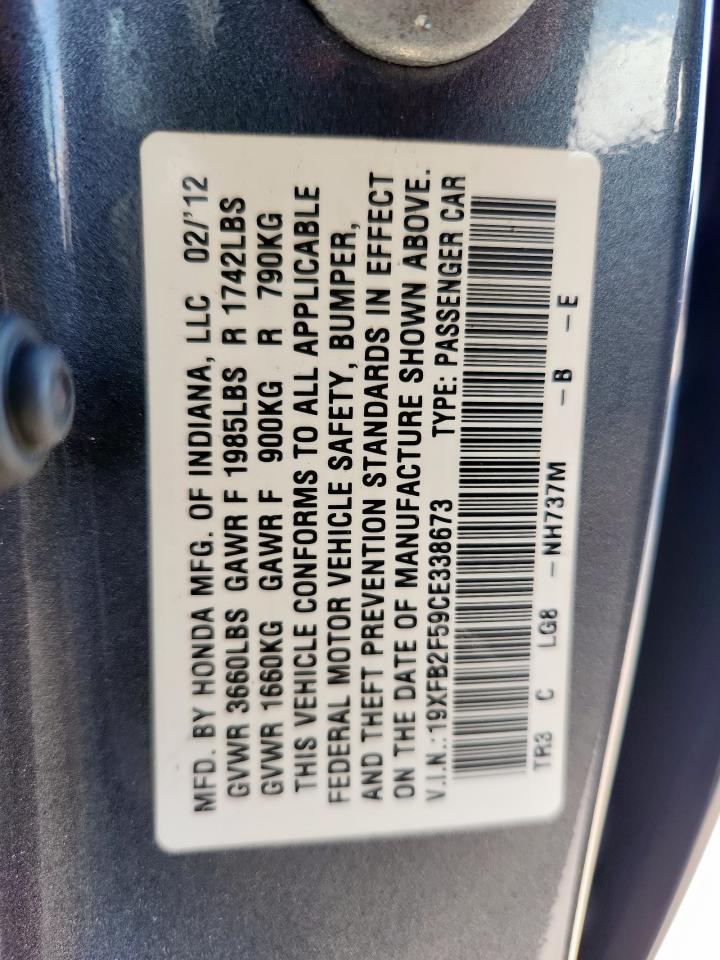 MFD. BY HONDA MFG. OF INDIANA, LLC 02/'12
GVWR 3660LBS GAWR F 1985LBS R 1742LBS
GVWR 1660KG GAWR F 900KG R 790KG
THIS VEHICLE CONFORMS TO ALL APPLICABLE
FEDERAL MOTOR VEHICLE SAFETY, BUMPER,
AND THEFT PREVENTION STANDARDS IN EFFECT
ON THE DATE OF MANUFACTURE SHOWN ABOVE.
V.I.N.:19XFB2F59CE338673 TYPE: PASSENGER CAR
TR3 C LG8 -NH737M -B -E